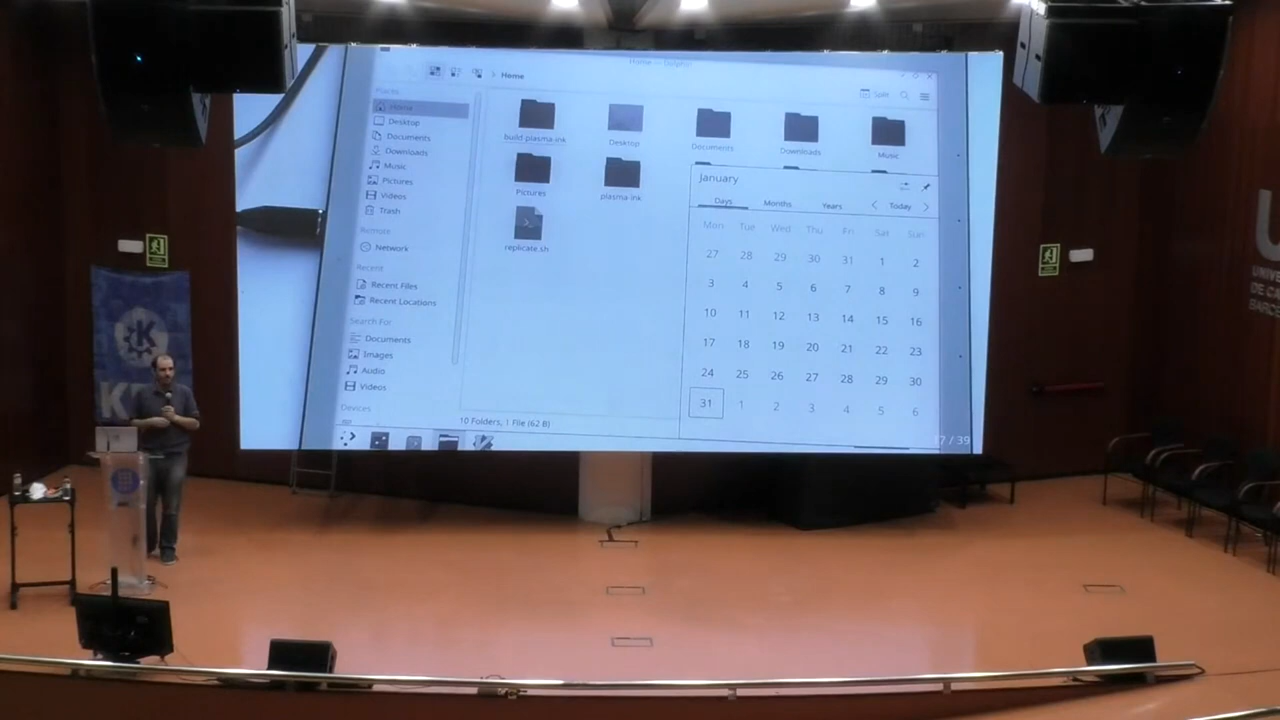 Home — Dolphin
Home
Split
Places
Home
Desktop
Documents
Downloads
Music
Pictures
Videos
Trash
Remote
Network
Recent
Recent Files
Recent Locations
Search For
Documents
Images
Audio
Videos
Devices
build-plasma-ink
Desktop
Documents
Downloads
Music
Pictures
plasma-ink
replicate.sh
10 Folders, 1 File (62 B)
January
Days Months Years Today
Mon Tue Wed Thu Fri Sat Sun
27 28 29 30 31 1 2
3 4 5 6 7 8 9
10 11 12 13 14 15 16
17 18 19 20 21 22 23
24 25 26 27 28 29 30
31 1 2 3 4 5 6
/ 39
K